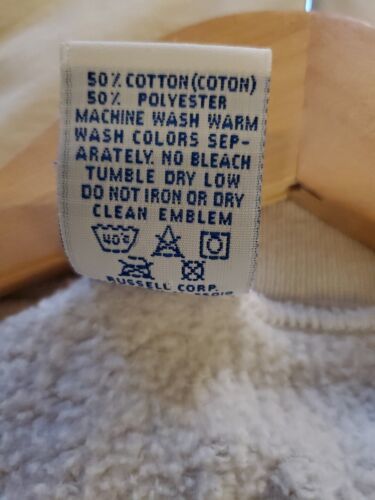 50% COTTON (COTON)
50% POLYESTER
MACHINE WASH WARM
WASH COLORS SEP-
ARATELY. NO BLEACH
TUMBLE DRY LOW
DO NOT IRON OR DRY
CLEAN EMBLEM
40°C
RUSSELL CORP.